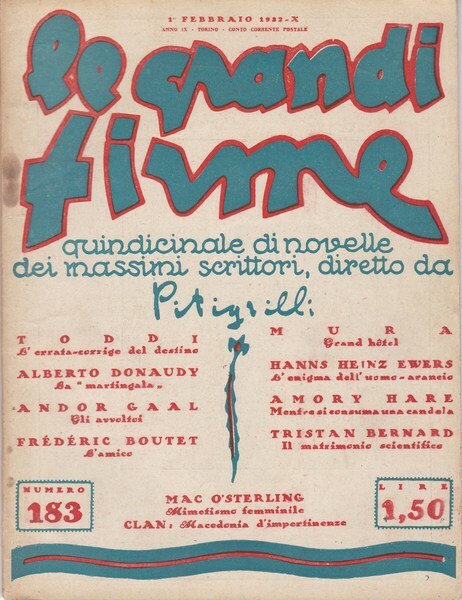 1° FEBBRAIO 1932-X
ANNO IX - TORINO - CONTO CORRENTE POSTALE
le grandi
firme
quindicinale di novelle
dei massimi scrittori, diretto da
Pitigrilli
TODDI
L'errata-corrige del destino
ALBERTO DONAUDY
La "martingala„
ANDOR GAAL
Gli avvoltoi
FRÉDÉRIC BOUTET
L'amico
MURA
Grand hôtel
HANNS HEINZ EWERS
L'enigma dell'uomo-arancio
AMORY HARE
Mentre si consuma una candela
TRISTAN BERNARD
Il matrimonio scientifico
NUMERO
183
MAC O'STERLING
Mimetismo femminile
CLAN: Macedonia d'impertinenze
LIRE
1,50